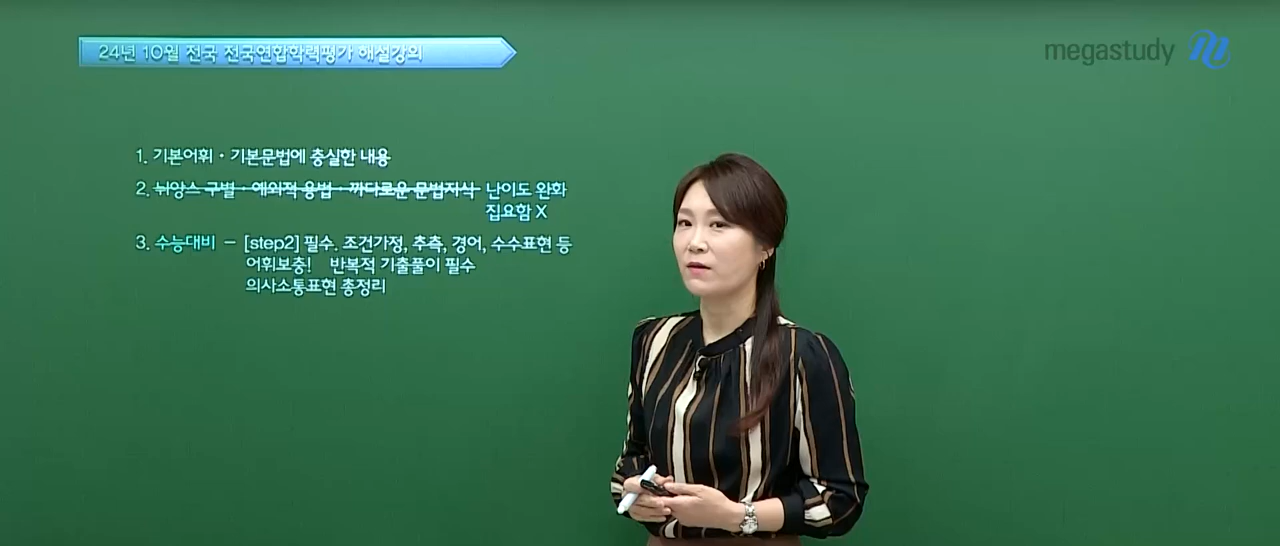 24년 10월 전국 전국연합학력평가 해설강의
megastudy
1. 기본어휘 · 기본문법에 충실한 내용
2. 뉘앙스 구별 · 예외적 용법 · 까다로운 문법지식 난이도 완화
집요함 X
3. 수능대비 - [step2] 필수. 조건가정, 추측, 경어, 수수표현 등
어휘보충! 반복적 기출풀이 필수
의사소통표현 총정리